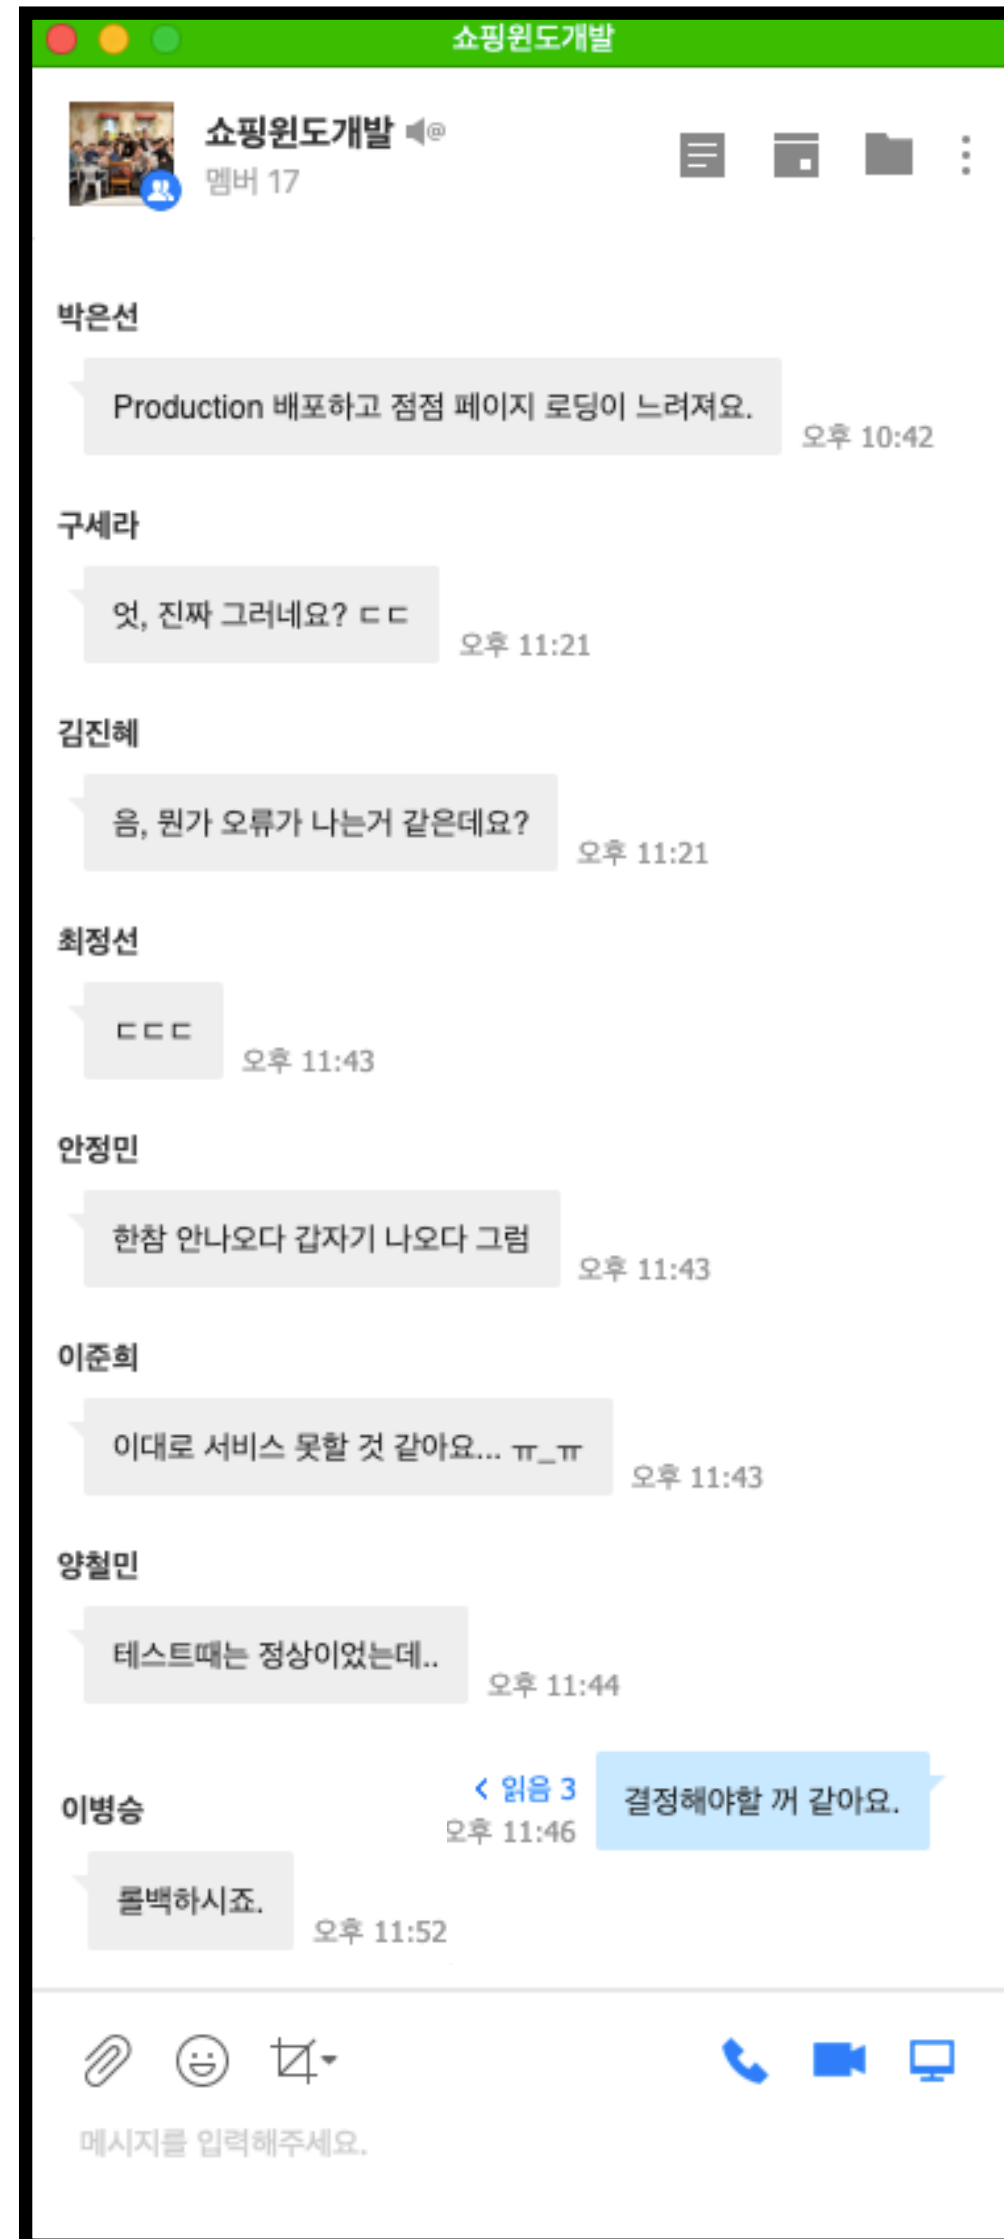 쇼핑윈도개발
쇼핑윈도개발
멤버 17
박은선
Production 배포하고 점점 페이지 로딩이 느려져요.
오후 10:42
구세라
엇, 진짜 그러네요? ㄷㄷ
오후 11:21
김진혜
음, 뭔가 오류가 나는거 같은데요?
오후 11:21
최정선
ㄷㄷㄷ
오후 11:43
안정민
한참 안나오다 갑자기 나오다 그럼
오후 11:43
이준희
이대로 서비스 못할 것 같아요... ㅠ_ㅠ
오후 11:43
양철민
테스트때는 정상이었는데..
오후 11:44
읽음 3
오후 11:46
결정해야할 꺼 같아요.
이병승
롤백하시죠.
오후 11:52
메시지를 입력해주세요.